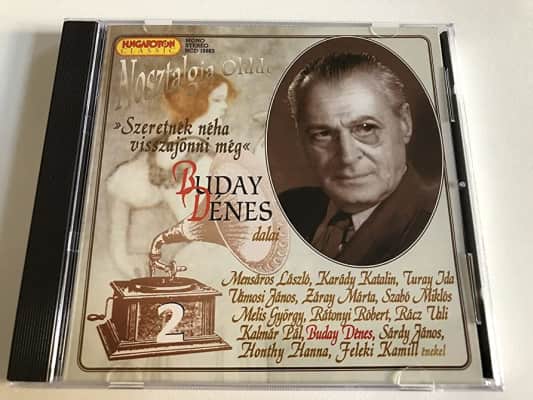 HUNGAROTON
CLASSIC
MONO
STEREO
Nosztalgia
»Szeretnék néha
visszajönni még«
BUDAY
DÉNES
dalai
Mensáros László, Karády Katalin, Turay Ida
Vámosi János, Záray Márta, Szabó Miklós
Melis György, Rátonyi Róbert, Rácz Vali
Kalmár Pál, Buday Dénes, Sárdy János,
Honthy Hanna, Feleki Kamill énekel
2